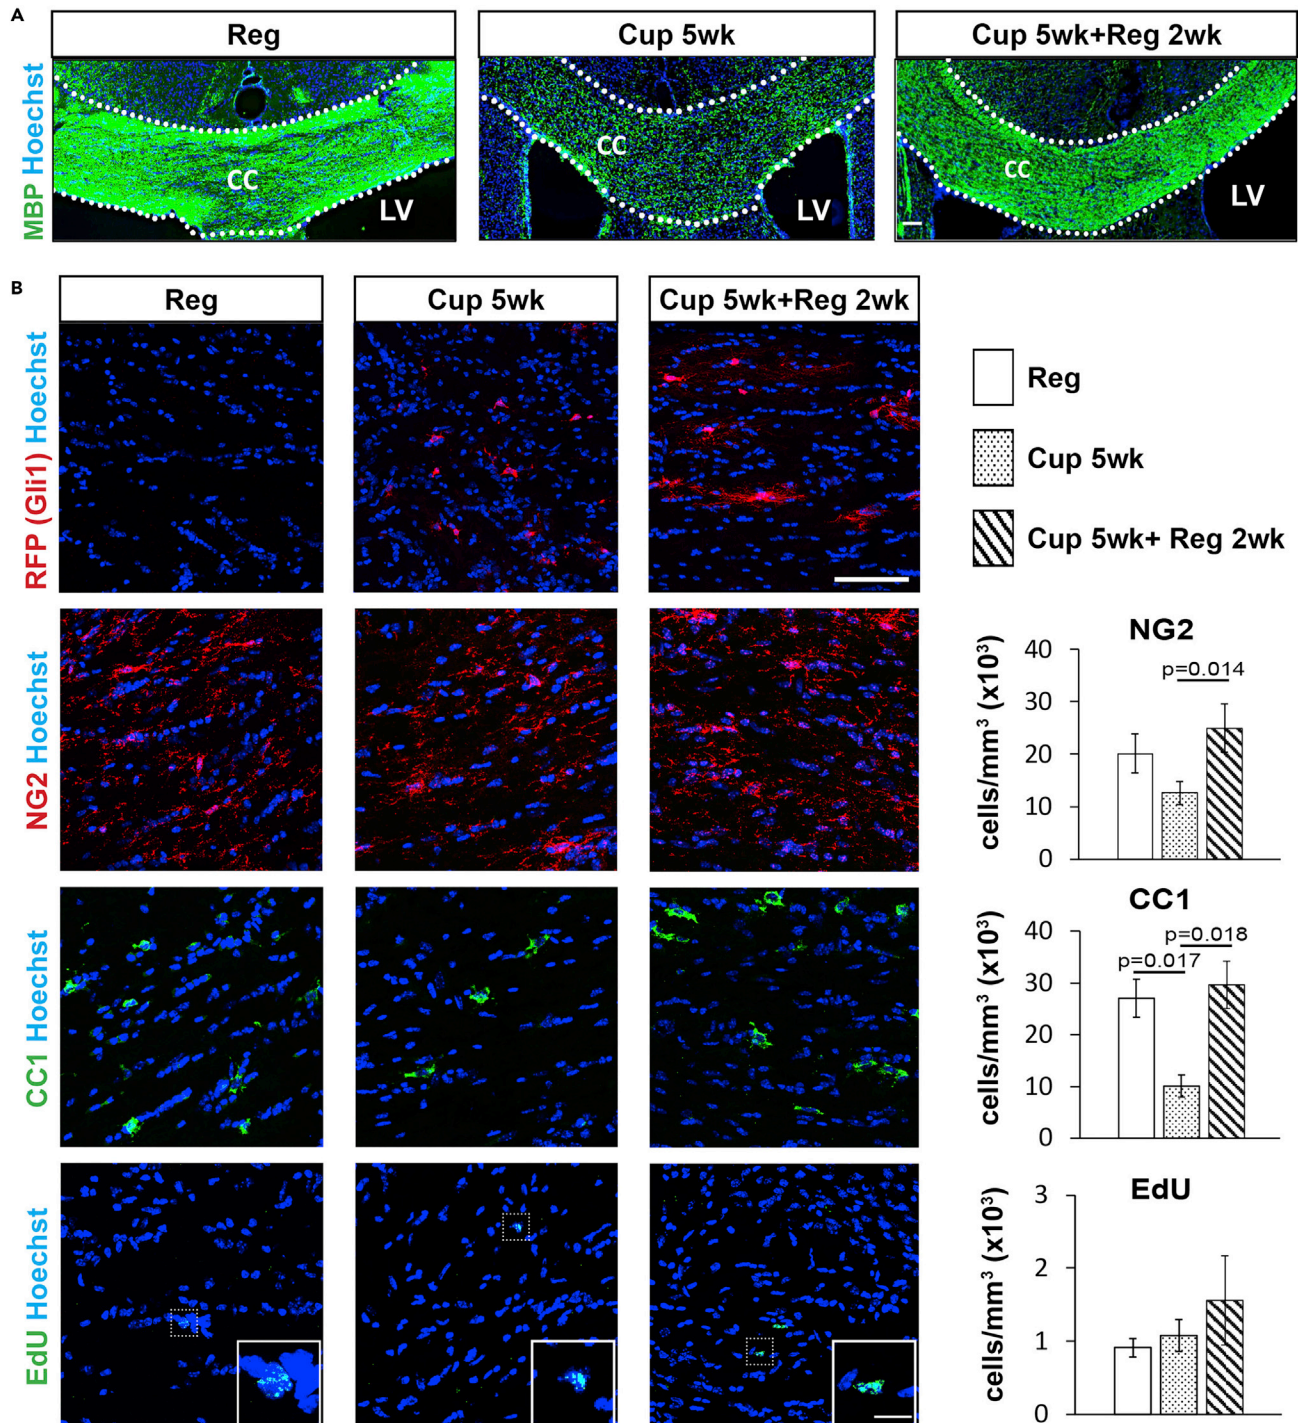 A
Reg
Cup 5wk
Cup 5wk+Reg 2wk
MBP Hoechst
CC
LV
CC
LV
CC
LV
B
Reg
Cup 5wk
Cup 5wk+Reg 2wk
RFP (Gli1) Hoechst
Reg
Cup 5wk
Cup 5wk+ Reg 2wk
NG2 Hoechst
NG2
cells/mm³ (x10³)
40
30
20
10
0
p=0.014
CC1 Hoechst
CC1
cells/mm³ (x10³)
40
30
20
10
0
p=0.018
p=0.017
EdU Hoechst
EdU
cells/mm³ (x10³)
3
2
1
0